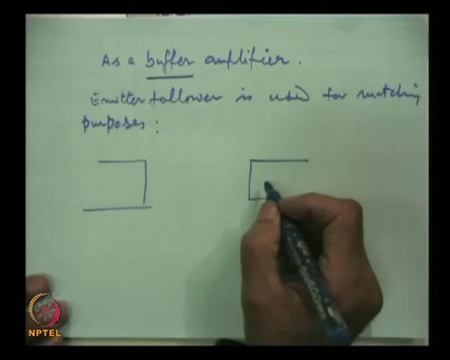 As a buffer amplifier.
Emitter follower is used for matching
purposes :
NPTEL